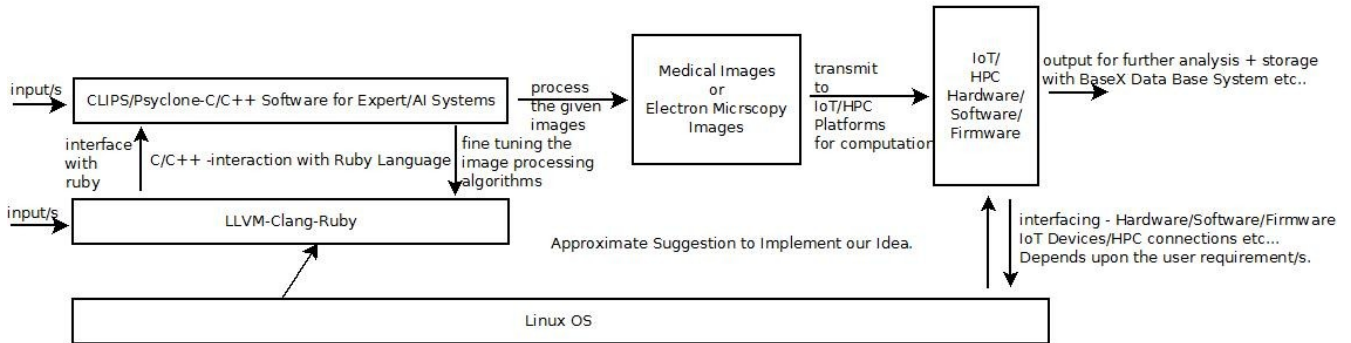 input/s
CLIPS/Psyclone-C/C++ Software for Expert/AI Systems
process
the given
images
Medical Images
or
Electron Micrscopy
Images
transmit
to
IoT/HPC
Platforms
for computation
IoT/
HPC
Hardware/
Software/
Firmware
output for further analysis + storage
with BaseX Data Base System etc..
interface
with
ruby
C/C++ -interaction with Ruby Language
fine tuning the
image processing
algorithms
input/s
LLVM-Clang-Ruby
Approximate Suggestion to Implement our Idea.
interfacing - Hardware/Software/Firmware
IoT Devices/HPC connections etc...
Depends upon the user requirement/s.
Linux OS